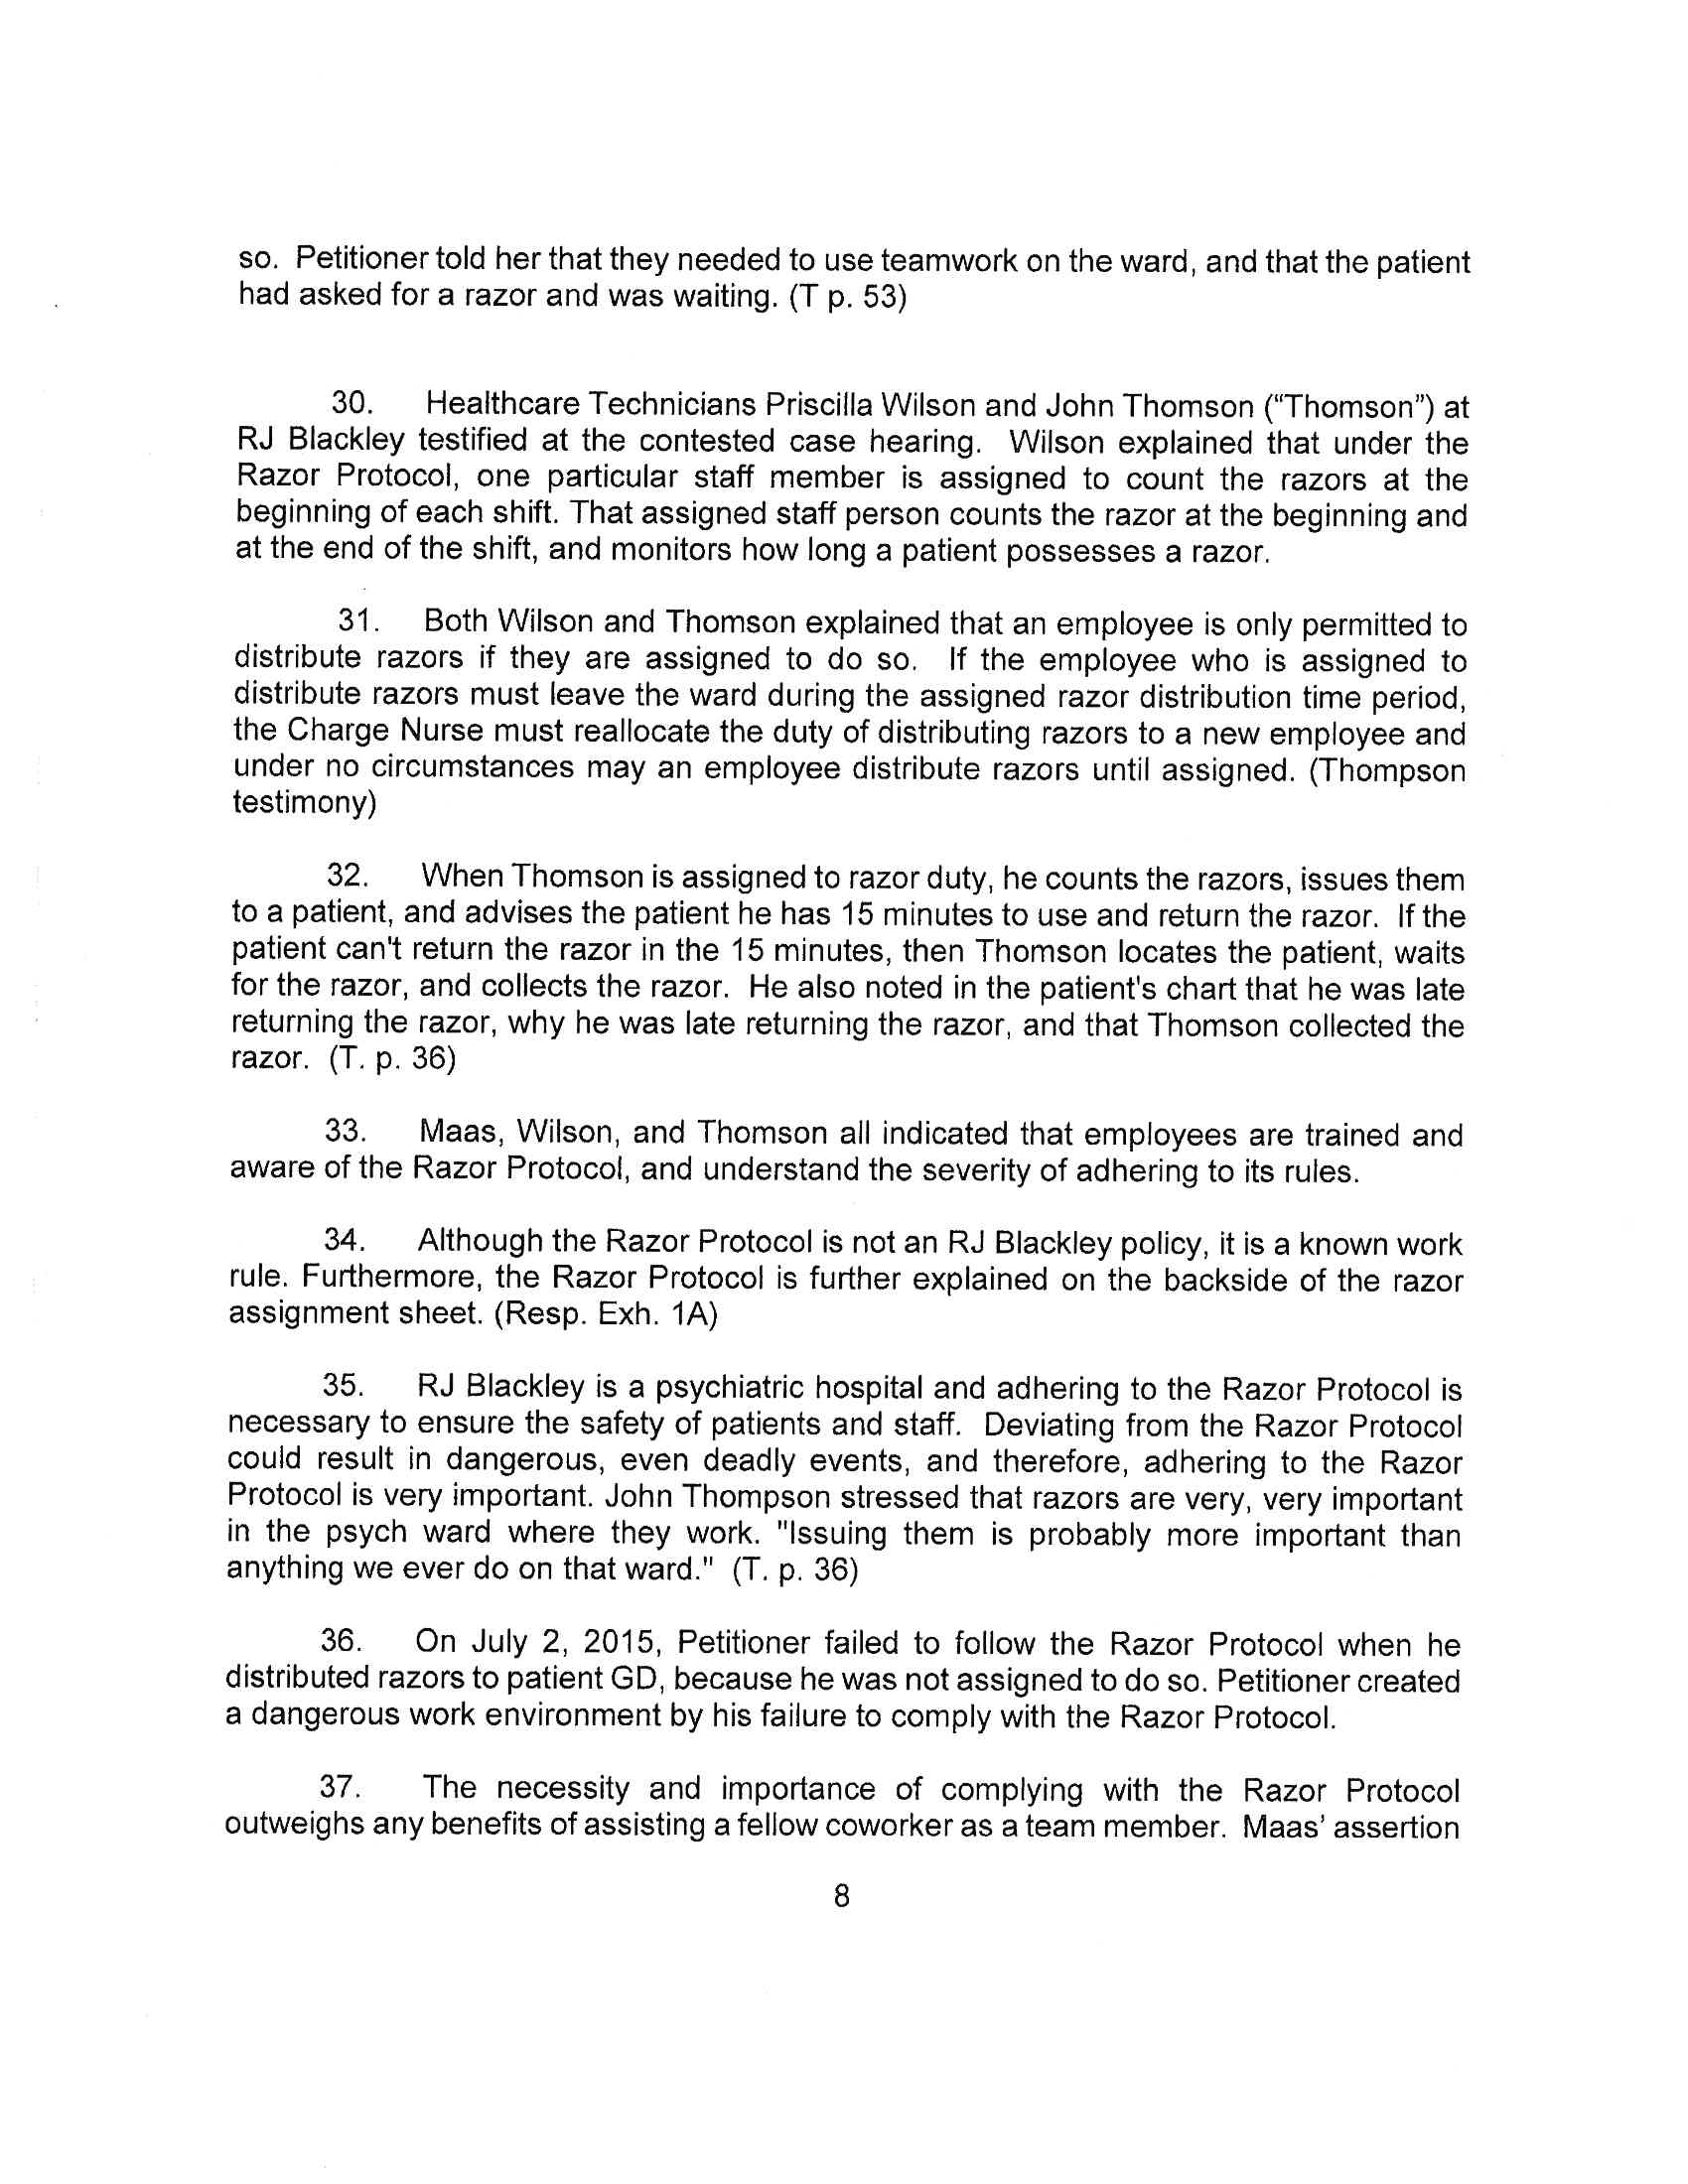 so. Petitioner told her that they needed to use teamwork on the ward, and that the patient
had asked for a razor and was waiting. (T p. 53)
30. Healthcare Technicians Priscilla Wilson and John Thomson (“Thomson”) at
RJ Blackley testified at the contested case hearing. Wilson explained that under the
Razor Protocol, one particular staff member is assigned to count the razors at the
beginning of each shift. That assigned staff person counts the razor at the beginning and
at the end of the shift, and monitors how long a patient possesses a razor.
31. Both Wilson and Thomson explained that an employee is only permitted to
distribute razors if they are assigned to do so. If the employee who is assigned to
distribute razors must leave the ward during the assigned razor distribution time period,
the Charge Nurse must reallocate the duty of distributing razors to a new employee and
under no circumstances may an employee distribute razors until assigned. (Thompson
testimony)
32. When Thomson is assigned to razor duty, he counts the razors, issues them
to a patient, and advises the patient he has 15 minutes to use and return the razor. If the
patient can't return the razor in the 15 minutes, then Thomson locates the patient, waits
for the razor, and collects the razor. He also noted in the patient's chart that he was late
returning the razor, why he was late returning the razor, and that Thomson collected the
razor. (T. p. 36)
33. Maas, Wilson, and Thomson all indicated that employees are trained and
aware of the Razor Protocol, and understand the severity of adhering to its rules.
34. Although the Razor Protocol is not an RJ Blackley policy, it is a known work
rule. Furthermore, the Razor Protocol is further explained on the backside of the razor
assignment sheet. (Resp. Exh. 1A)
35. RJ Blackley is a psychiatric hospital and adhering to the Razor Protocol is
necessary to ensure the safety of patients and staff. Deviating from the Razor Protocol
could result in dangerous, even deadly events, and therefore, adhering to the Razor
Protocol is very important. John Thompson stressed that razors are very, very important
in the psych ward where they work. "Issuing them is probably more important than
anything we ever do on that ward." (T. p. 36)
36. On July 2, 2015, Petitioner failed to follow the Razor Protocol when he
distributed razors to patient GD, because he was not assigned to do so. Petitioner created
a dangerous work environment by his failure to comply with the Razor Protocol.
37. The necessity and importance of complying with the Razor Protocol
outweighs any benefits of assisting a fellow coworker as a team member. Maas’ assertion
8